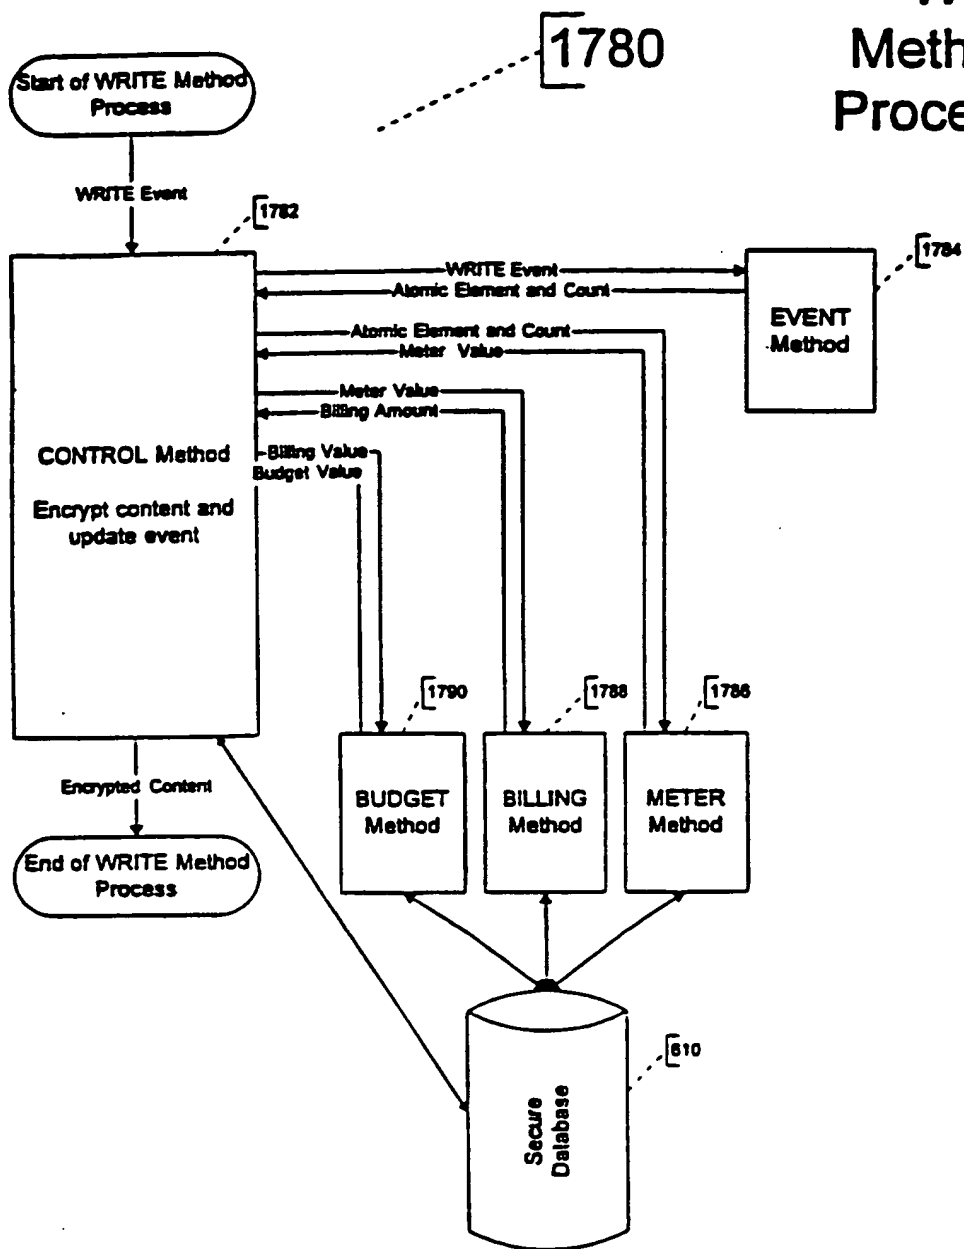 1780
Start of WRITE Method
Process
WRITE Event
1782
WRITE Event
Atomic Element and Count
1784
EVENT
Method
Atomic Element and Count
Meter Value
Meter Value
Billing Amount
CONTROL Method
Encrypt content and
update event
Billing Value
Budget Value
1790
1788
1786
BUDGET
Method
BILLING
Method
METER
Method
Encrypted Content
End of WRITE Method
Process
610
Secure
Database